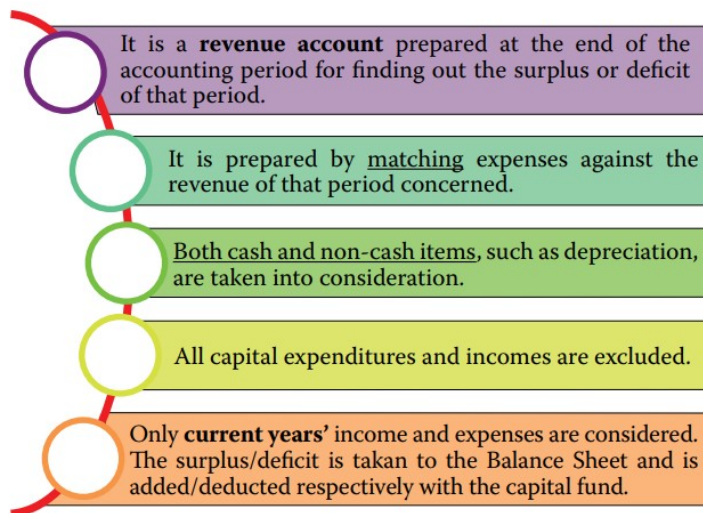 It is a revenue account prepared at the end of the
accounting period for finding out the surplus or deficit
of that period.
It is prepared by matching expenses against the
revenue of that period concerned.
Both cash and non-cash items, such as depreciation,
are taken into consideration.
All capital expenditures and incomes are excluded.
Only current years’ income and expenses are considered.
The surplus/deficit is takan to the Balance Sheet and is
added/deducted respectively with the capital fund.